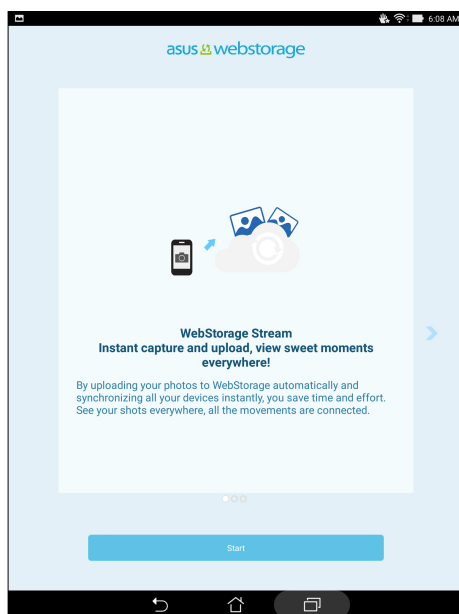 6:08 AM
asus webstorage
WebStorage Stream
Instant capture and upload, view sweet moments
everywhere!
By uploading your photos to WebStorage automatically and
synchronizing all your devices instantly, you save time and effort.
See your shots everywhere, all the movements are connected.
Start